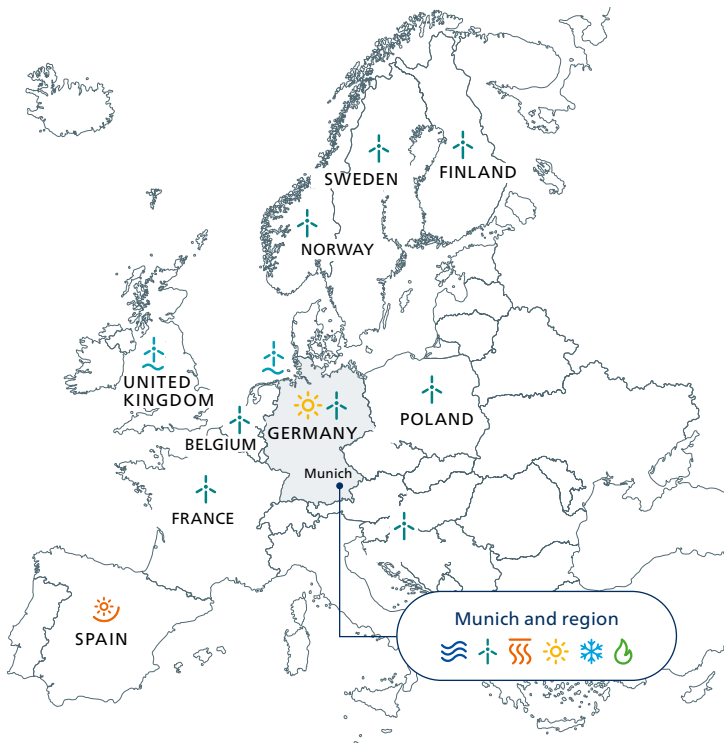 SWEDEN
FINLAND
NORWAY
UNITED
KINGDOM
BELGIUM
GERMANY
POLAND
Munich
FRANCE
SPAIN
Munich and region